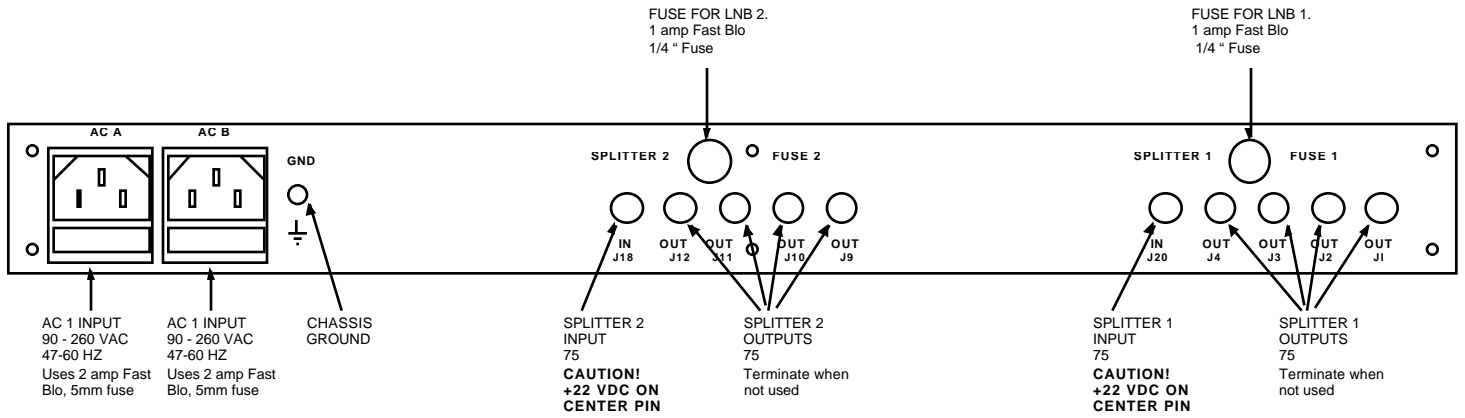 FUSE FOR LNB 2.
1 amp Fast Blo
1/4 “ Fuse
FUSE FOR LNB 1.
1 amp Fast Blo
1/4 “ Fuse
AC A
AC B
GND
SPLITTER 2
FUSE 2
SPLITTER 1
FUSE 1
IN
J18
OUT
J12
OUT
J11
OUT
J10
OUT
J9
IN
J20
OUT
J4
OUT
J3
OUT
J2
OUT
J1
AC 1 INPUT
90 - 260 VAC
47-60 HZ
Uses 2 amp Fast
Blo, 5mm fuse
AC 1 INPUT
90 - 260 VAC
47-60 HZ
Uses 2 amp Fast
Blo, 5mm fuse
CHASSIS
GROUND
SPLITTER 2
INPUT
75
CAUTION!
+22 VDC ON
CENTER PIN
SPLITTER 2
OUTPUTS
75
Terminate when
not used
SPLITTER 1
INPUT
75
CAUTION!
+22 VDC ON
CENTER PIN
SPLITTER 1
OUTPUTS
75
Terminate when
not used